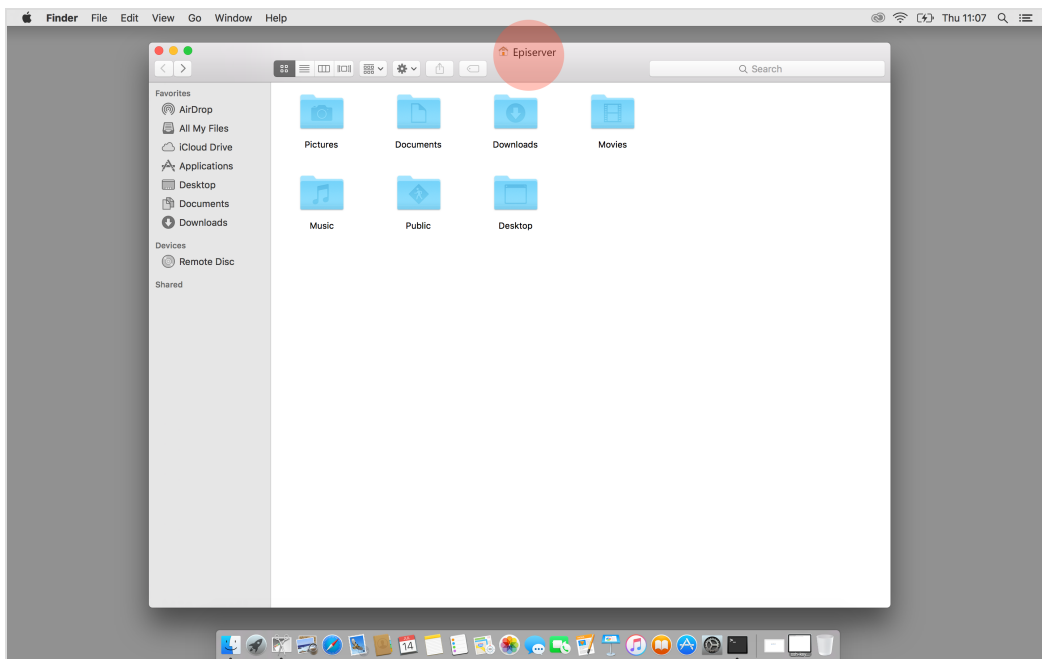 Finder File Edit View Go Window Help Thu 11:07
Episerver
Search
Favorites
AirDrop
All My Files
iCloud Drive
Applications
Desktop
Documents
Downloads
Devices
Remote Disc
Shared
Pictures Documents Downloads Movies
Music Public Desktop
14